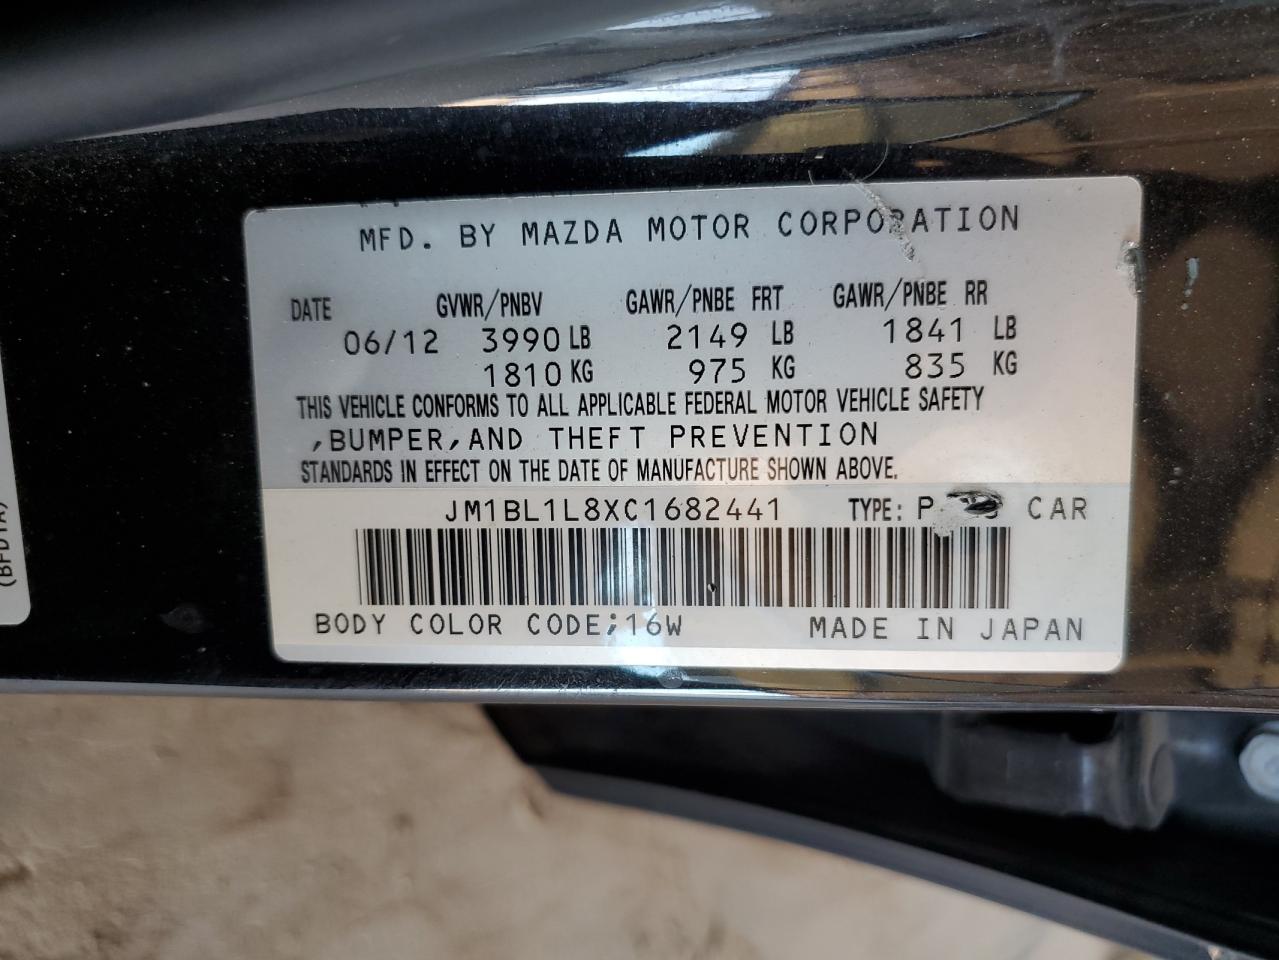 MFD. BY MAZDA MOTOR CORPORATION
DATE GVWR/PNBV GAWR/PNBE FRT GAWR/PNBE RR
06/12 3990 LB 2149 LB 1841 LB
1810 KG 975 KG 835 KG
THIS VEHICLE CONFORMS TO ALL APPLICABLE FEDERAL MOTOR VEHICLE SAFETY
,BUMPER,AND THEFT PREVENTION
STANDARDS IN EFFECT ON THE DATE OF MANUFACTURE SHOWN ABOVE.
JM1BL1L8XC1682441 TYPE: CAR
BODY COLOR CODE;16W MADE IN JAPAN